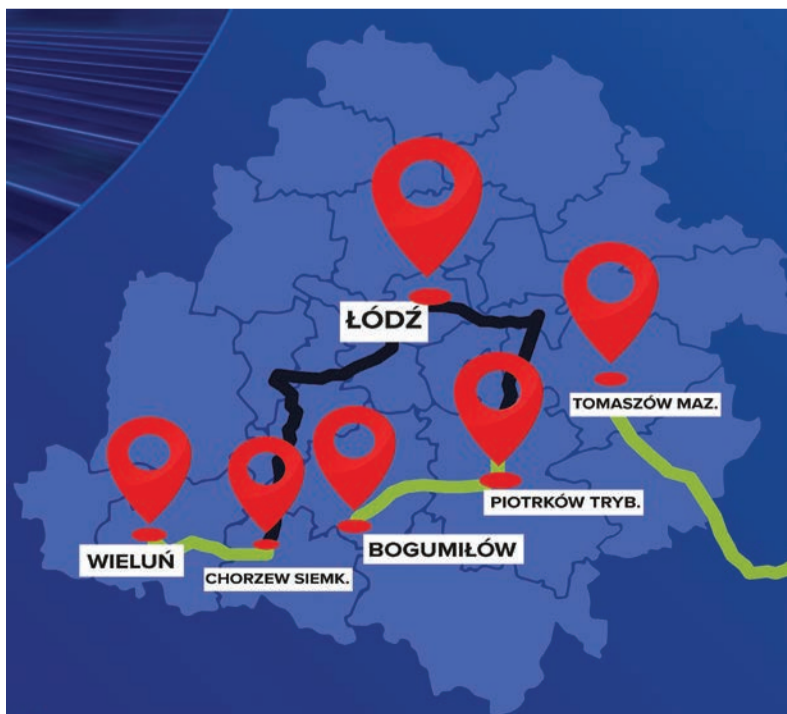 ŁÓDŹ
TOMASZÓW MAZ.
PIOTRKÓW TRYB.
BOGUMIŁÓW
WIELUŃ
CHORZEW SIEMK.